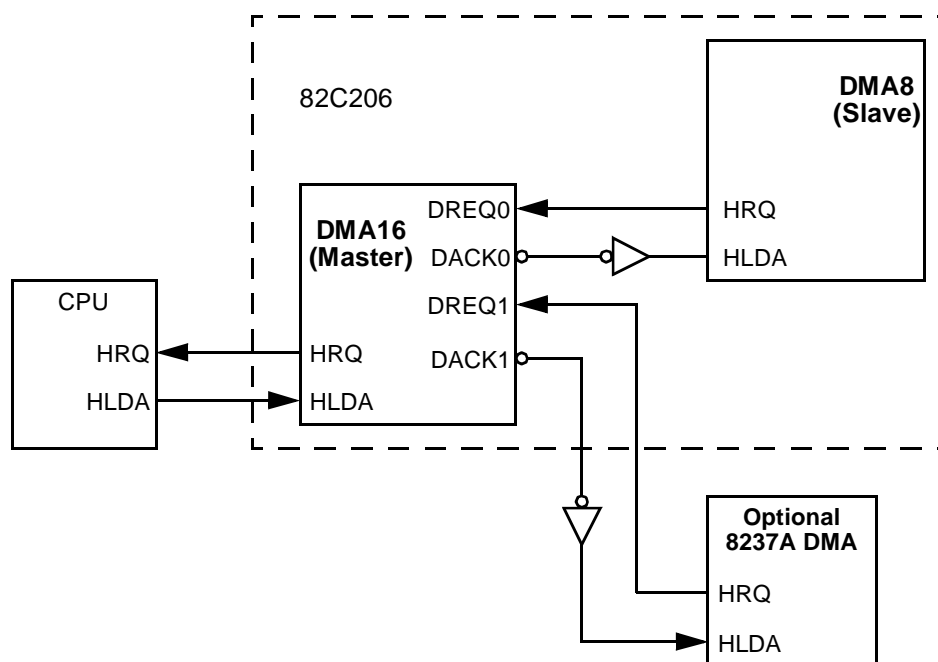 82C206
DMA8
(Slave)
HRQ
HLDA
DMA16
(Master)
DREQ0
DACK0
DREQ1
DACK1
HRQ
HLDA
CPU
HRQ
HLDA
Optional
8237A DMA
HRQ
HLDA